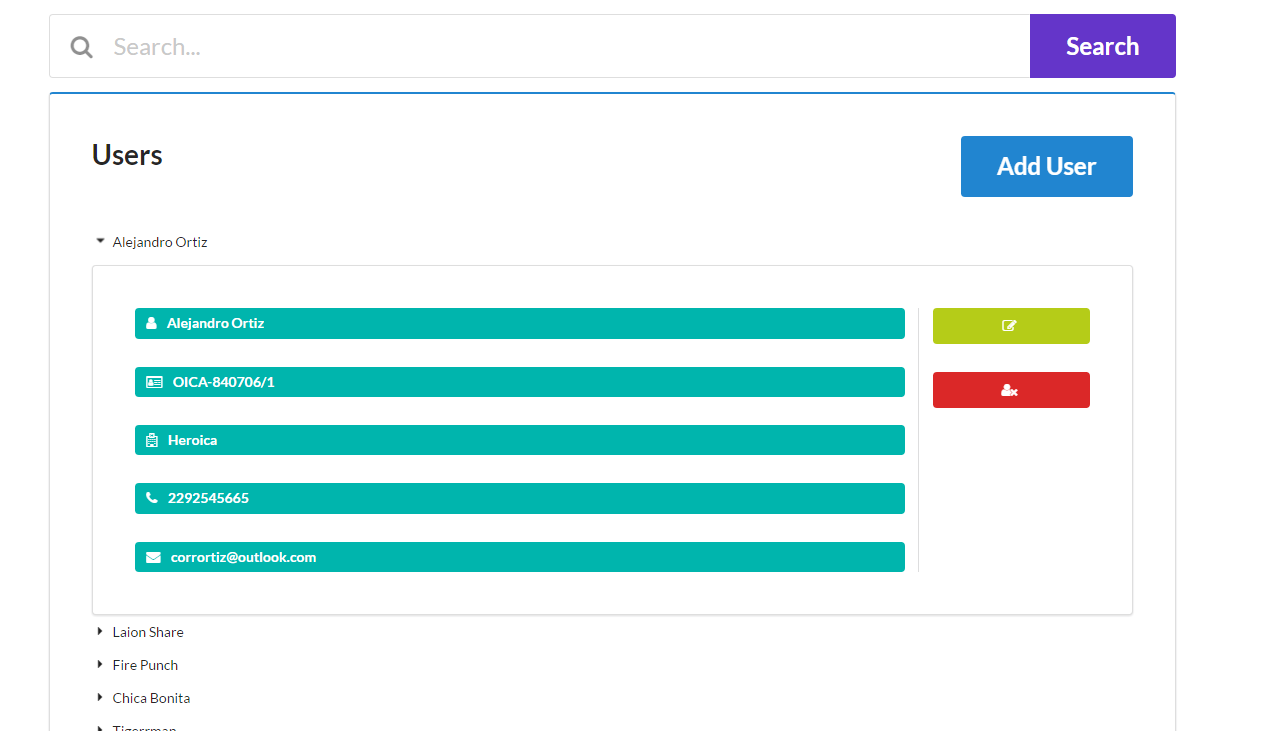 Search...
Search
Users
Add User
Alejandro Ortiz
Alejandro Ortiz
OICA-840706/1
Heroica
2292545665
corrortiz@outlook.com
Laion Share
Fire Punch
Chica Bonita
Tigerrman